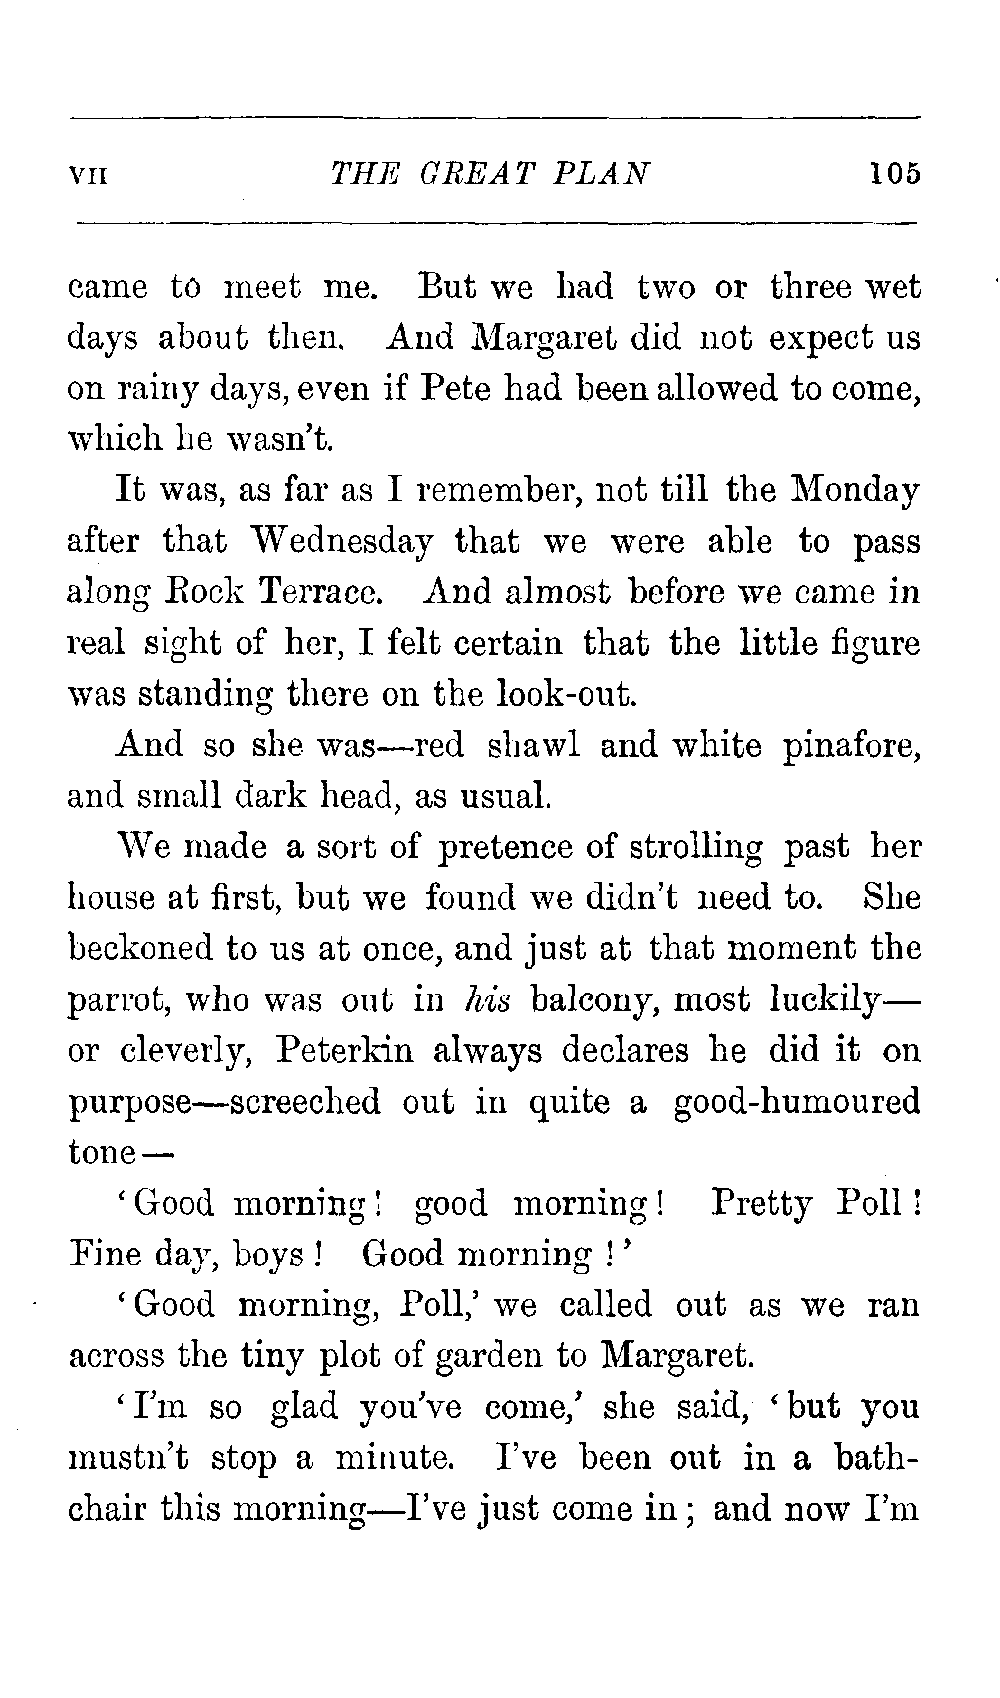 VII THE GREAT PLAN 105
came to meet me. But we had two or three wet
days about then. And Margaret did not expect us
on rainy days, even if Pete had been allowed to come,
which he wasn't.
It was, as far as I remember, not till the Monday
after that Wednesday that we were able to pass
along Rock Terrace. And almost before we came in
real sight of her, I felt certain that the little figure
was standing there on the look-out.
And so she was—red shawl and white pinafore,
and small dark head, as usual.
We made a sort of pretence of strolling past her
house at first, but we found we didn't need to. She
beckoned to us at once, and just at that moment the
parrot, who was out in his balcony, most luckily—
or cleverly, Peterkin always declares he did it on
purpose—screeched out in quite a good-humoured
tone—
‘Good morning! good morning! Pretty Poll!
Fine day, boys! Good morning!’
‘Good morning, Poll,’ we called out as we ran
across the tiny plot of garden to Margaret.
‘I'm so glad you've come,’ she said, ‘but you
mustn't stop a minute. I've been out in a bath-
chair this morning—I've just come in; and now I'm